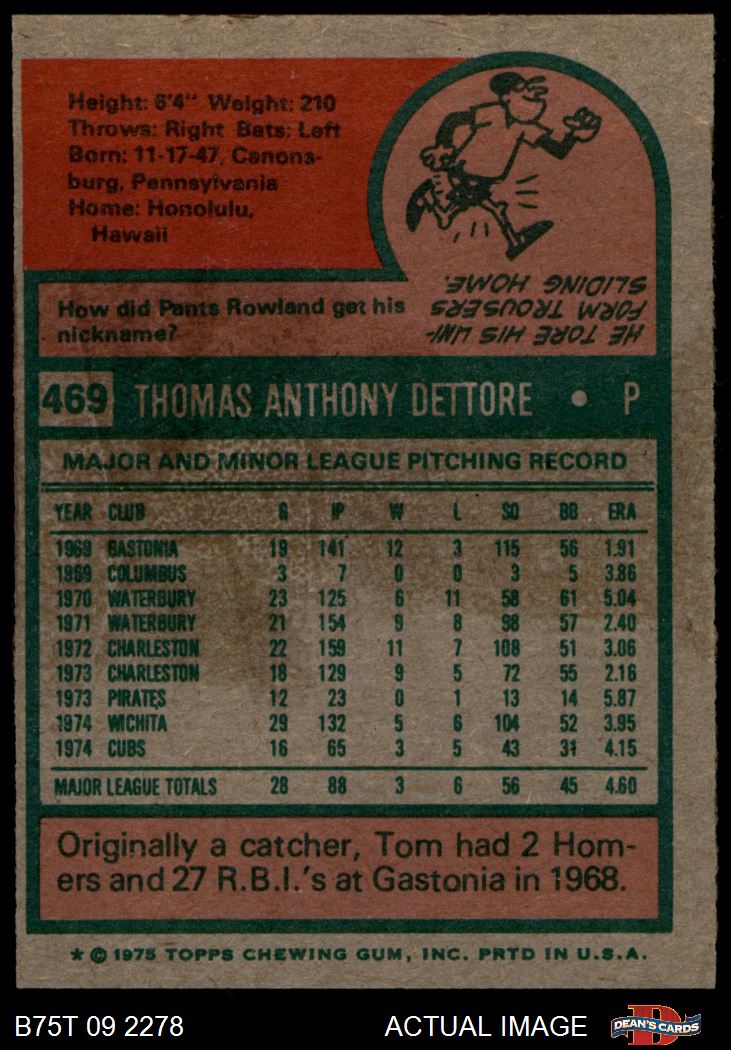 Height: 6'4" Weight: 210
Throws: Right Bats: Left
Born: 11-17-47, Canons-
burg, Pennsylvania
Home: Honolulu,
Hawaii
How did Pants Rowland get his
nickname?
HE TORE HIS UNI-
FORM TROUSERS
SLIDING HOME.
469 THOMAS ANTHONY DETTORE • P
MAJOR AND MINOR LEAGUE PITCHING RECORD
YEAR CLUB G IP W L SO BB ERA
1969 GASTONIA 19 141 12 3 115 56 1.91
1969 COLUMBUS 3 7 0 0 3 5 3.86
1970 WATERBURY 23 125 6 11 58 61 5.04
1971 WATERBURY 21 154 9 8 98 57 2.40
1972 CHARLESTON 22 159 11 7 108 51 3.06
1973 CHARLESTON 18 129 9 5 72 55 2.16
1973 PIRATES 12 23 0 1 13 14 5.87
1974 WICHITA 29 132 5 6 104 52 3.95
1974 CUBS 16 65 3 5 43 31 4.15
MAJOR LEAGUE TOTALS 28 88 3 6 56 45 4.60
Originally a catcher, Tom had 2 Hom-
ers and 27 R.B.I.'s at Gastonia in 1968.
* © 1975 TOPPS CHEWING GUM, INC. PRTD IN U.S.A.
B75T 09 2278 ACTUAL IMAGE DEAN'S CARDS